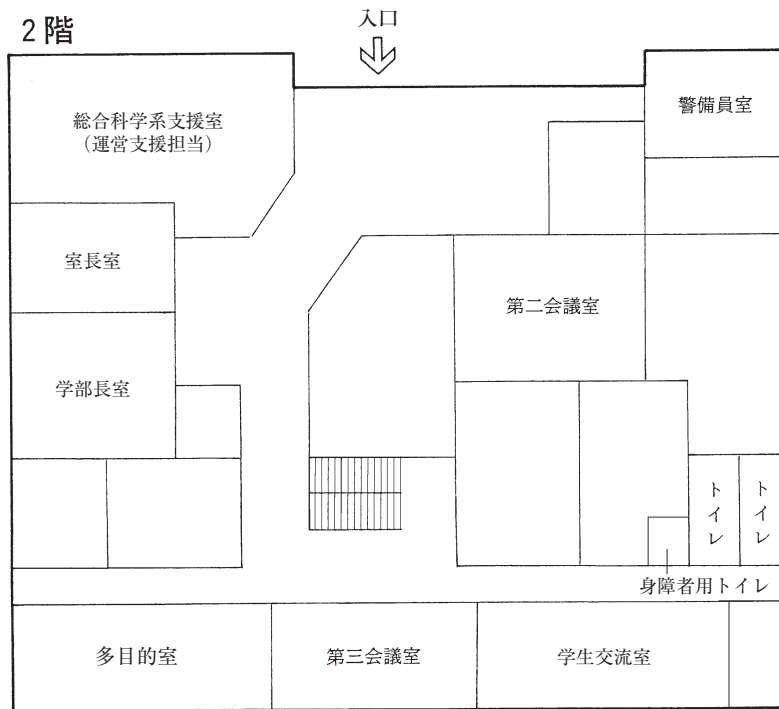 2階
入口
総合科学系支援室
(運営支援担当)
警備員室
室長室
第二会議室
学部長室
トイレ
トイレ
身障者用トイレ
多目的室
第三会議室
学生交流室